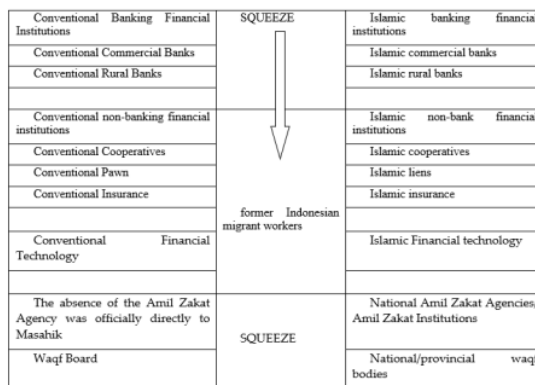 Conventional Banking Financial
Institutions
Conventional Commercial Banks
Conventional Rural Banks
Conventional non-banking financial
institutions
Conventional Cooperatives
Conventional Pawn
Conventional Insurance
Conventional Financial
Technology
The absence of the Amil Zakat
Agency was officially directly to
Masahik
Waqf Board
SQUEEZE
former Indonesian
migrant workers
SQUEEZE
Islamic banking financial
institutions
Islamic commercial banks
Islamic rural banks
Islamic non-bank financial
institutions
Islamic cooperatives
Islamic liens
Islamic insurance
Islamic Financial technology
National Amil Zakat Agencies,
Amil Zakat Institutions
National/provincial waqf
bodies